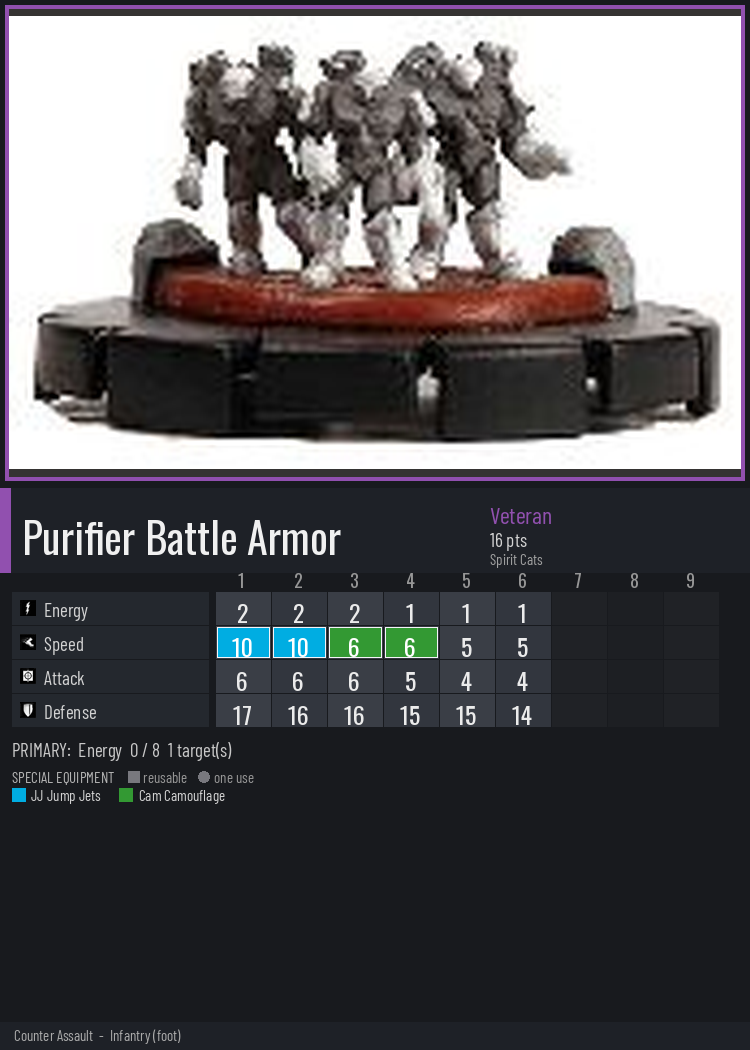 Purifier Battle Armor
Veteran
16 pts
Spirit Cats
1 2 3 4 5 6 7 8 9
Energy 2 2 2 1 1 1
Speed 10 10 6 6 5 5
Attack 6 6 6 5 4 4
Defense 17 16 16 15 15 14
PRIMARY: Energy 0 / 8 1 target(s)
SPECIAL EQUIPMENT reusable one use
JJ Jump Jets Cam Camouflage
Counter Assault - Infantry (foot)